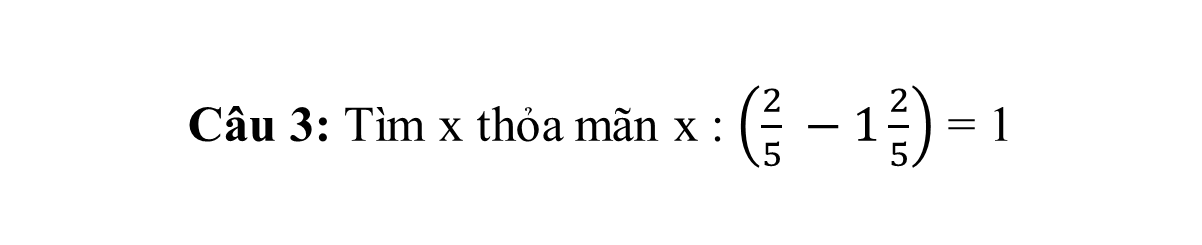 Câu 3: Tìm x thỏa mãn x : (2/5 − 1 2/5) = 1